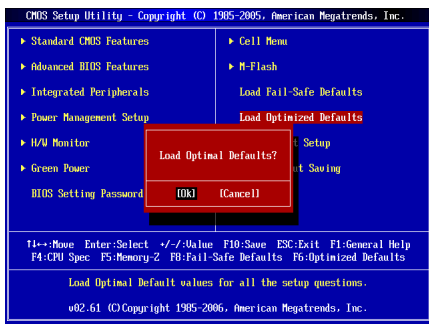 CMOS Setup Utility - Copyright (C) 1985-2005, American Megatrends, Inc.
▶ Standard CMOS Features
▶ Advanced BIOS Features
▶ Integrated Peripherals
▶ Power Management Setup
▶ H/W Monitor
▶ Green Power
BIOS Setting Password
▶ Cell Menu
▶ M-Flash
Load Fail-Safe Defaults
Load Optimized Defaults
t Setup
ut Saving
Load Optimal Defaults?
[Ok] [Cancel]
↑↓↔:Move Enter:Select +/-/:Value F10:Save ESC:Exit F1:General Help
F4:CPU Spec F5:Memory-Z F8:Fail-Safe Defaults F6:Optimized Defaults
Load Optimal Default values for all the setup questions.
v02.61 (C)Copyright 1985-2006, American Megatrends, Inc.